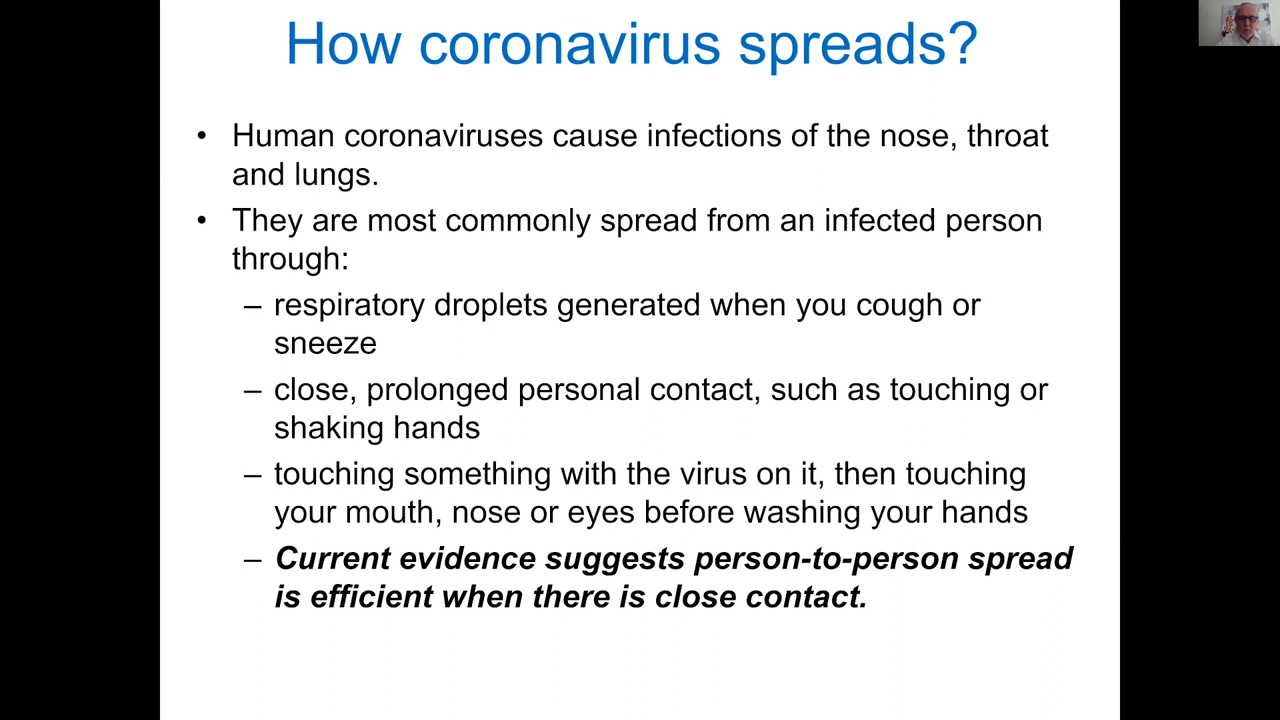 How coronavirus spreads?
• Human coronaviruses cause infections of the nose, throat
and lungs.
• They are most commonly spread from an infected person
through:
– respiratory droplets generated when you cough or
sneeze
– close, prolonged personal contact, such as touching or
shaking hands
– touching something with the virus on it, then touching
your mouth, nose or eyes before washing your hands
– Current evidence suggests person-to-person spread
is efficient when there is close contact.